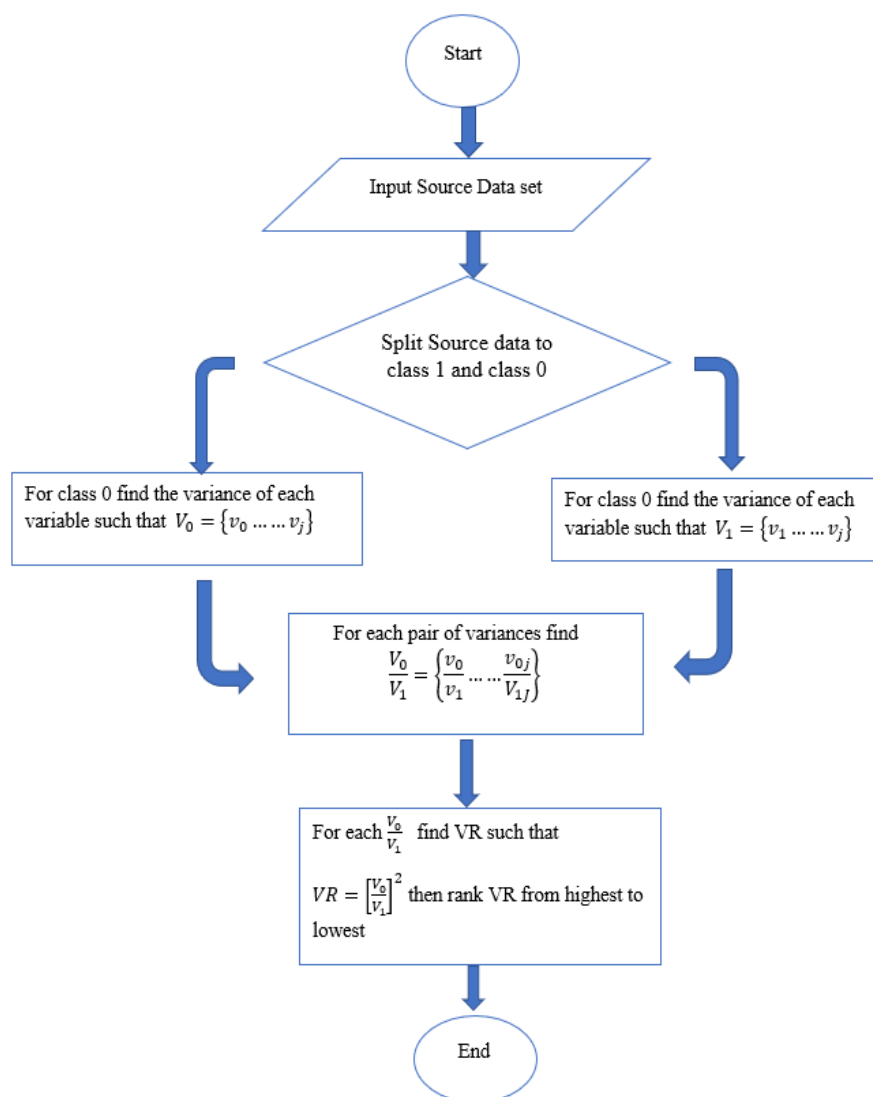 Start
Input Source Data set
Split Source data to
class 1 and class 0
For class 0 find the variance of each
variable such that V₀ = {v₀ … … vⱼ}
For class 0 find the variance of each
variable such that V₁ = {v₁ … … vⱼ}
For each pair of variances find
V₀/V₁ = {v₀/v₁ … … v₀ⱼ/V₁J}
For each V₀/V₁ find VR such that
VR = [V₀/V₁]² then rank VR from highest to
lowest
End